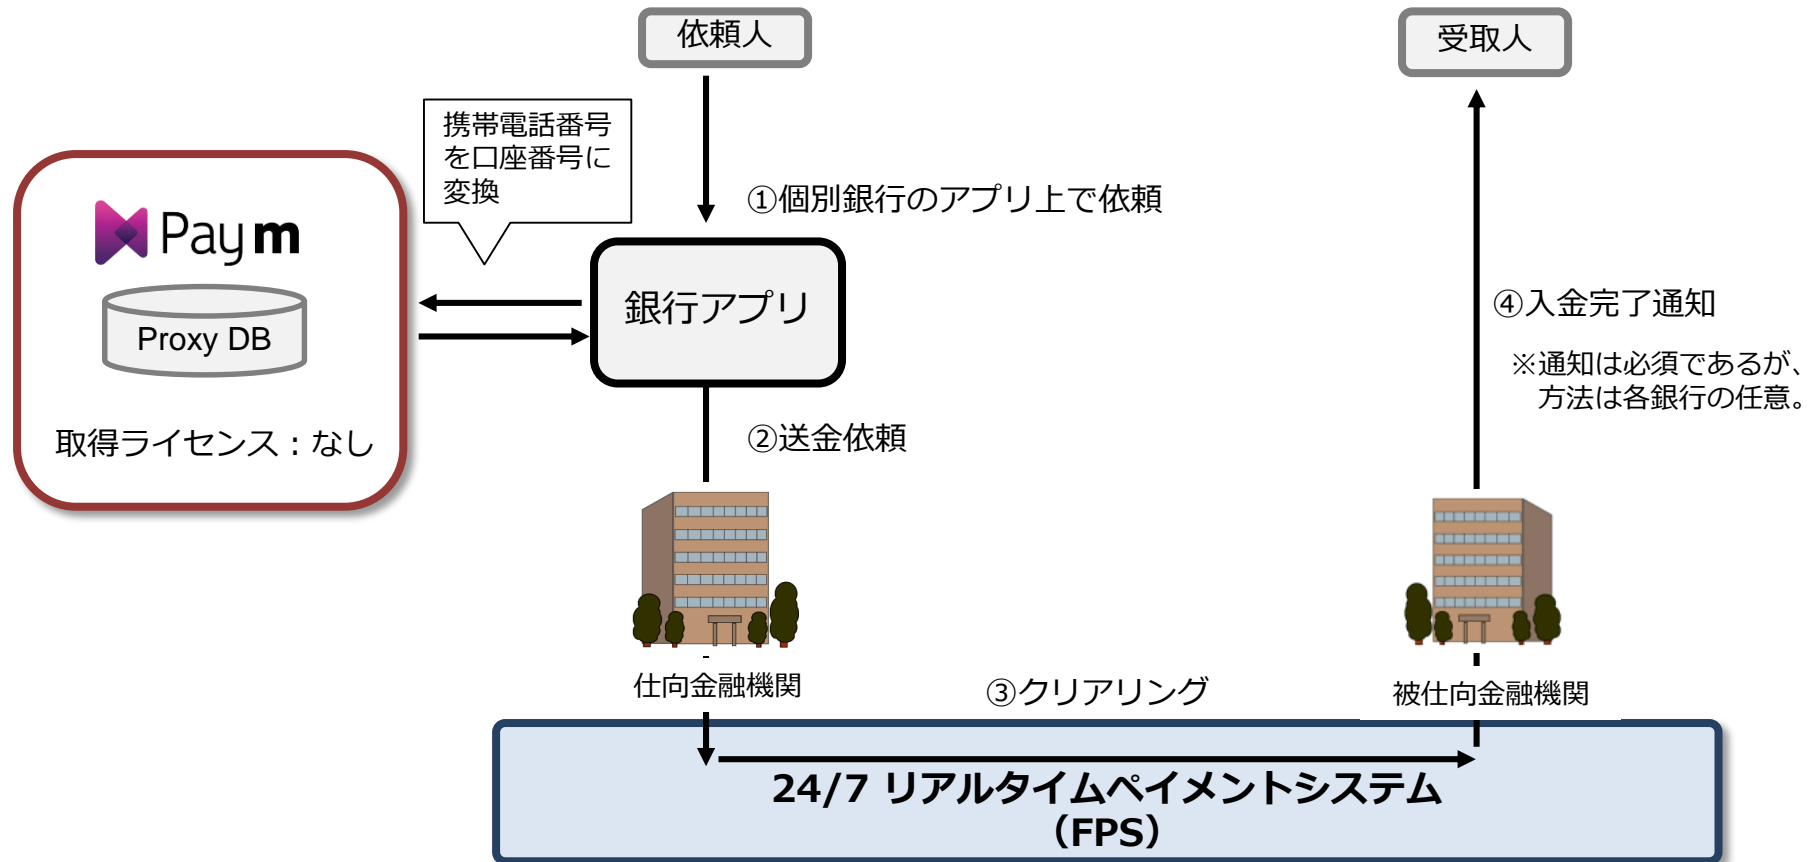 依頼人
受取人
携帯電話番号
を口座番号に
変換
①個別銀行のアプリ上で依頼
Paym
Proxy DB
取得ライセンス：なし
銀行アプリ
④入金完了通知
※通知は必須であるが、
方法は各銀行の任意。
②送金依頼
仕向金融機関
③クリアリング
被仕向金融機関
24/7 リアルタイムペイメントシステム
（FPS）